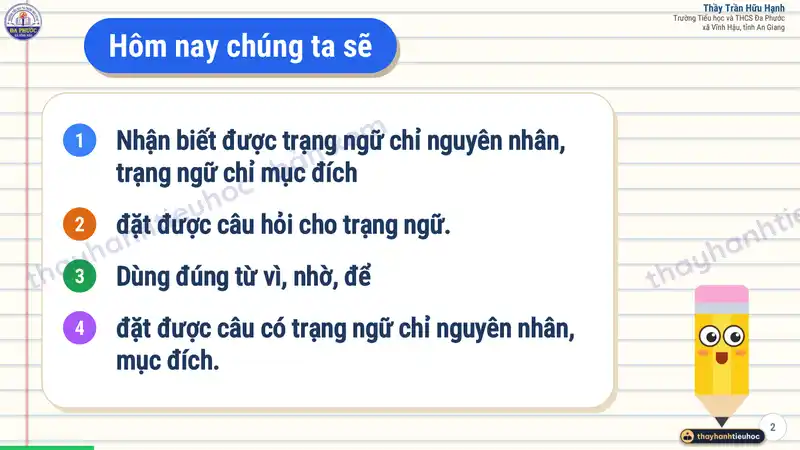 Thầy Trần Hữu Hạnh
Trường Tiểu học và THCS Đa Phước
xã Vĩnh Hậu, tỉnh An Giang
ĐA PHƯỚC
Hôm nay chúng ta sẽ
1 Nhận biết được trạng ngữ chỉ nguyên nhân,
trạng ngữ chỉ mục đích
2 đặt được câu hỏi cho trạng ngữ.
3 Dùng đúng từ vì, nhờ, để
4 đặt được câu có trạng ngữ chỉ nguyên nhân,
mục đích.
thayhanhtieuhoc
2